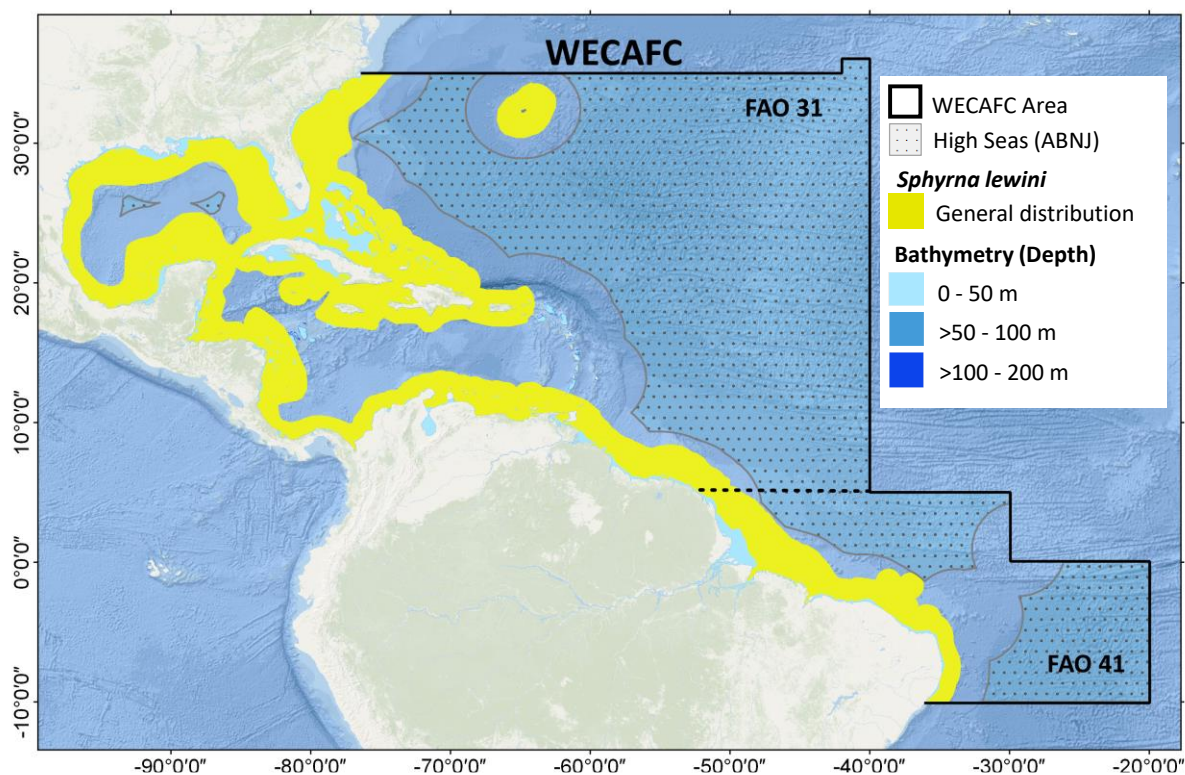 WECAFC
FAO 31
WECAFC Area
High Seas (ABNJ)
Sphyrna lewini
General distribution
Bathymetry (Depth)
0 - 50 m
>50 - 100 m
>100 - 200 m
FAO 41
30°0'0"
20°0'0"
10°0'0"
0°0'0"
-10°0'0"
-90°0'0"
-80°0'0"
-70°0'0"
-60°0'0"
-50°0'0"
-40°0'0"
-30°0'0"
-20°0'0"